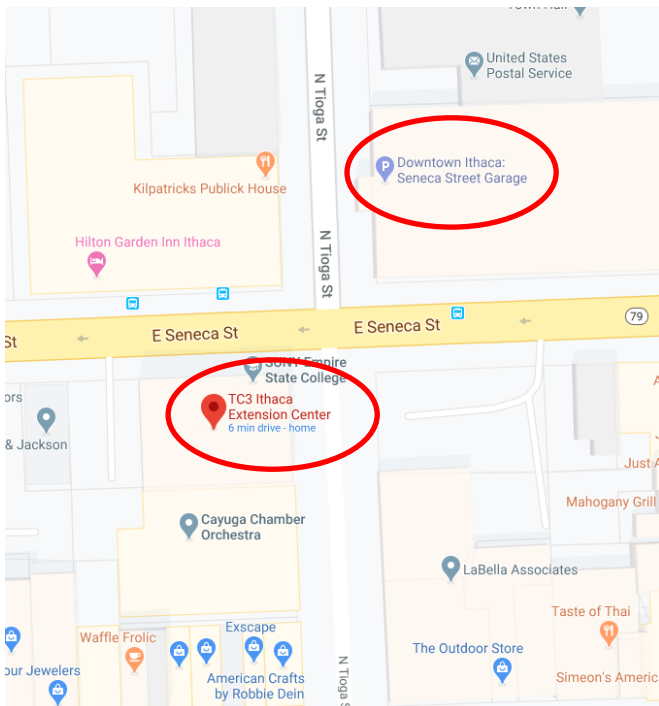 Town Hall
United States
Postal Service
N Tioga St
Downtown Ithaca:
Seneca Street Garage
P
Kilpatricks Publick House
Hilton Garden Inn Ithaca
N Tioga St
79
E Seneca St
E Seneca St
St
SUNY Empire
State College
TC3 Ithaca
Extension Center
6 min drive - home
ors
& Jackson
A
J
Just A
Mahogany Grill
Cayuga Chamber
Orchestra
LaBella Associates
Taste of Thai
Exscape
Waffle Frolic
The Outdoor Store
our Jewelers
American Crafts
by Robbie Dein
N Tioga S
Simeon's Americ